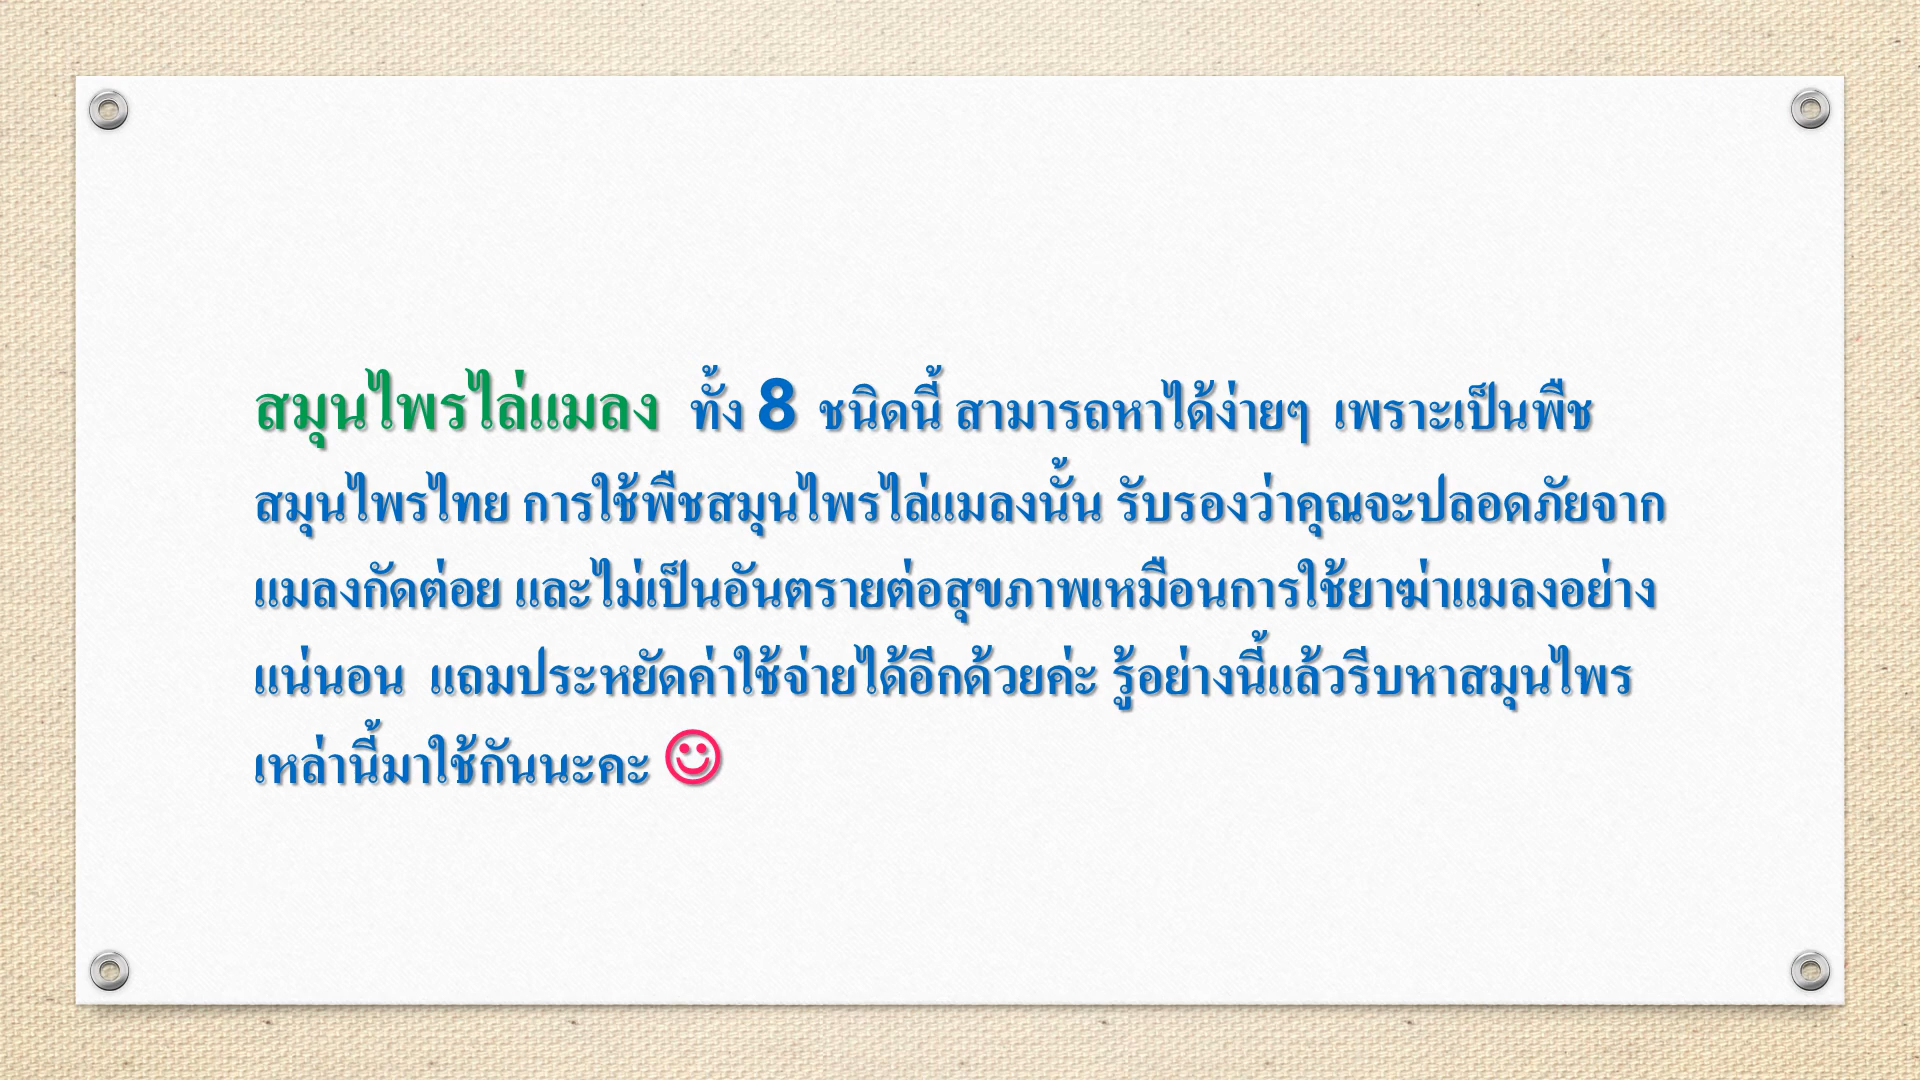 สมุนไพรไล่แมลง ทั้ง 8 ชนิดนี้ สามารถหาได้ง่ายๆ เพราะเป็นพืช
สมุนไพรไทย การใช้พืชสมุนไพรไล่แมลงนั้น รับรองว่าคุณจะปลอดภัยจาก
แมลงกัดต่อย และไม่เป็นอันตรายต่อสุขภาพเหมือนการใช้ยาฆ่าแมลงอย่าง
แน่นอน แถมประหยัดค่าใช้จ่ายได้อีกด้วยค่ะ รู้อย่างนี้แล้วรีบหาสมุนไพร
เหล่านี้มาใช้กันนะคะ ☺